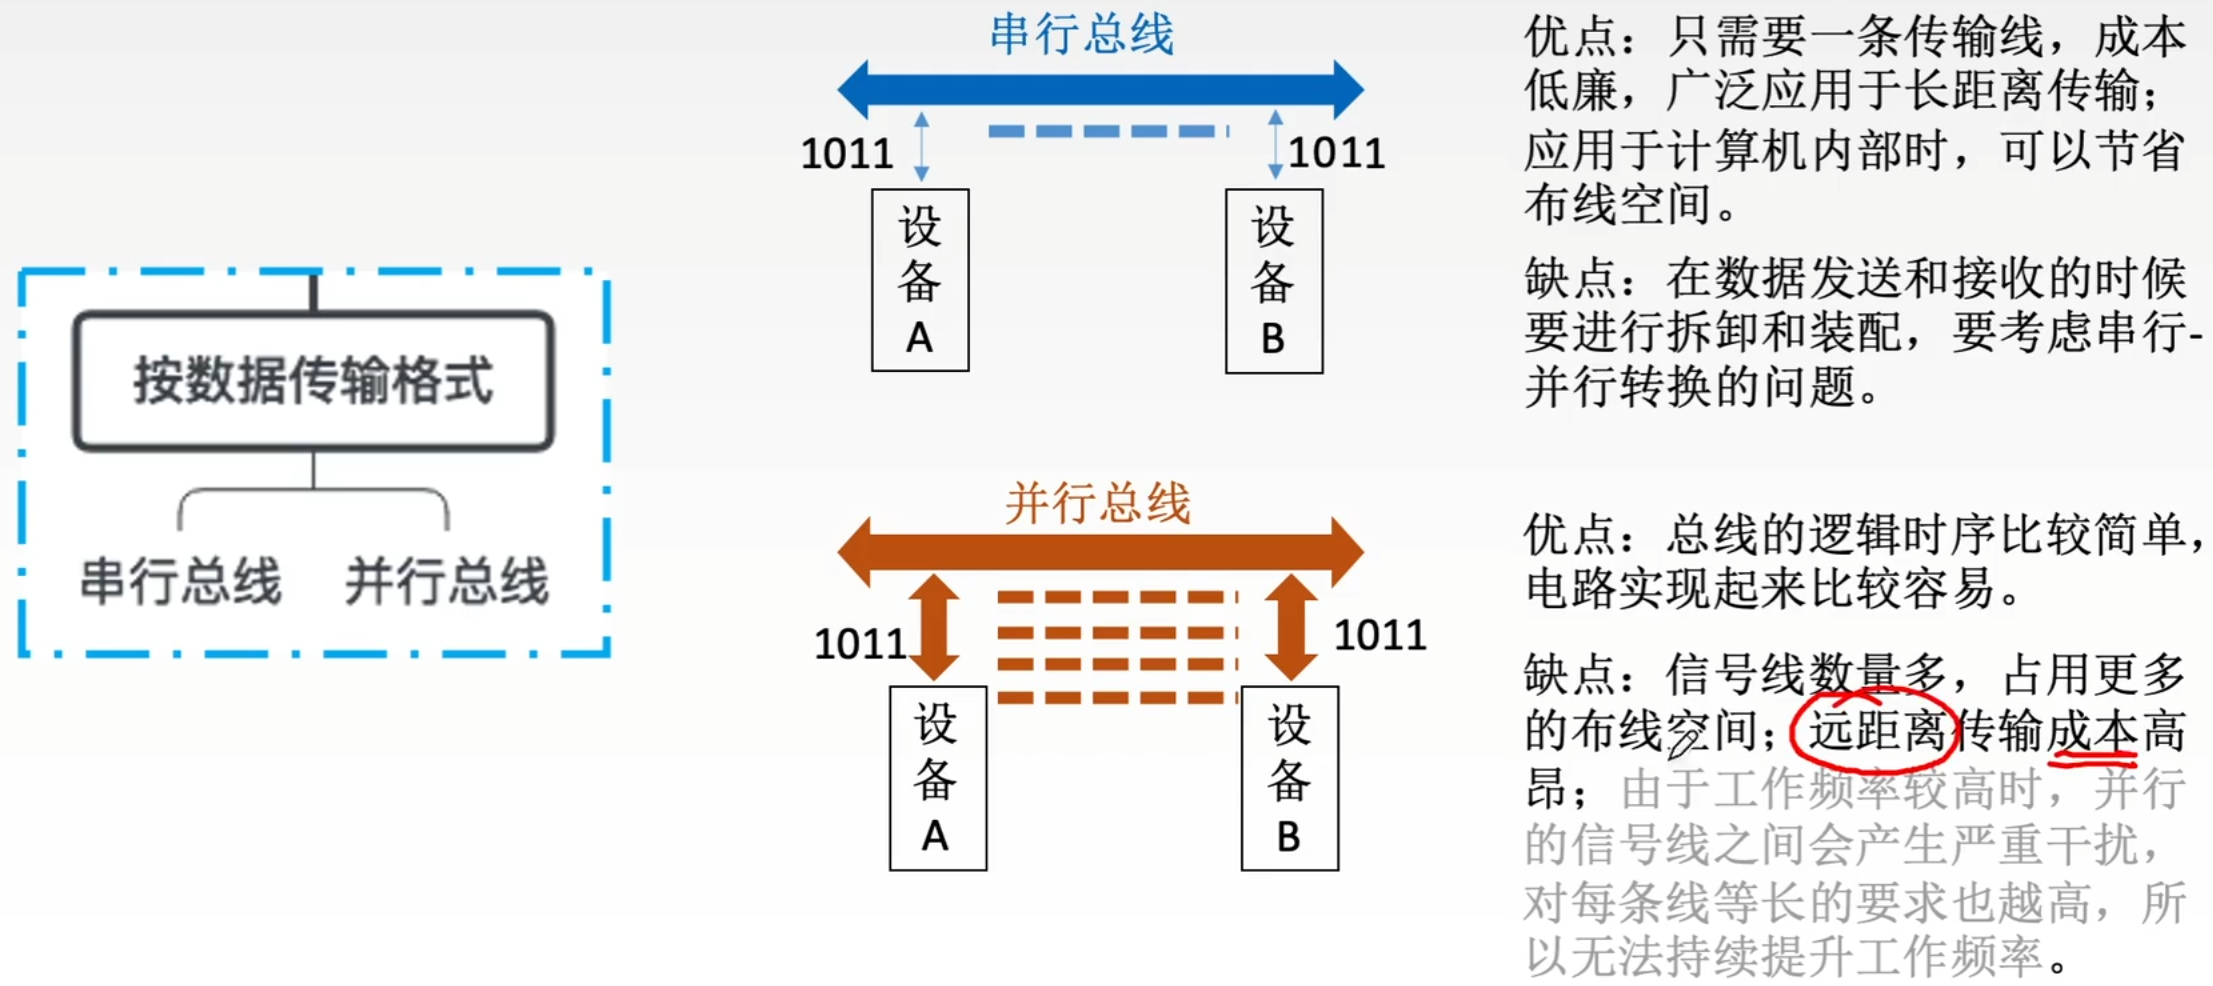 按数据传输格式
串行总线 并行总线
串行总线
1011
1011
设
备
A
设
备
B
优点：只需要一条传输线，成本
低廉，广泛应用于长距离传输；
应用于计算机内部时，可以节省
布线空间。
缺点：在数据发送和接收的时候
要进行拆卸和装配，要考虑串行-
并行转换的问题。
并行总线
1011
1011
设
备
A
设
备
B
优点：总线的逻辑时序比较简单，
电路实现起来比较容易。
缺点：信号线数量多，占用更多
的布线空间；远距离传输成本高
昂；由于工作频率较高时，并行
的信号线之间会产生严重干扰，
对每条线等长的要求也越高，所
以无法持续提升工作频率。